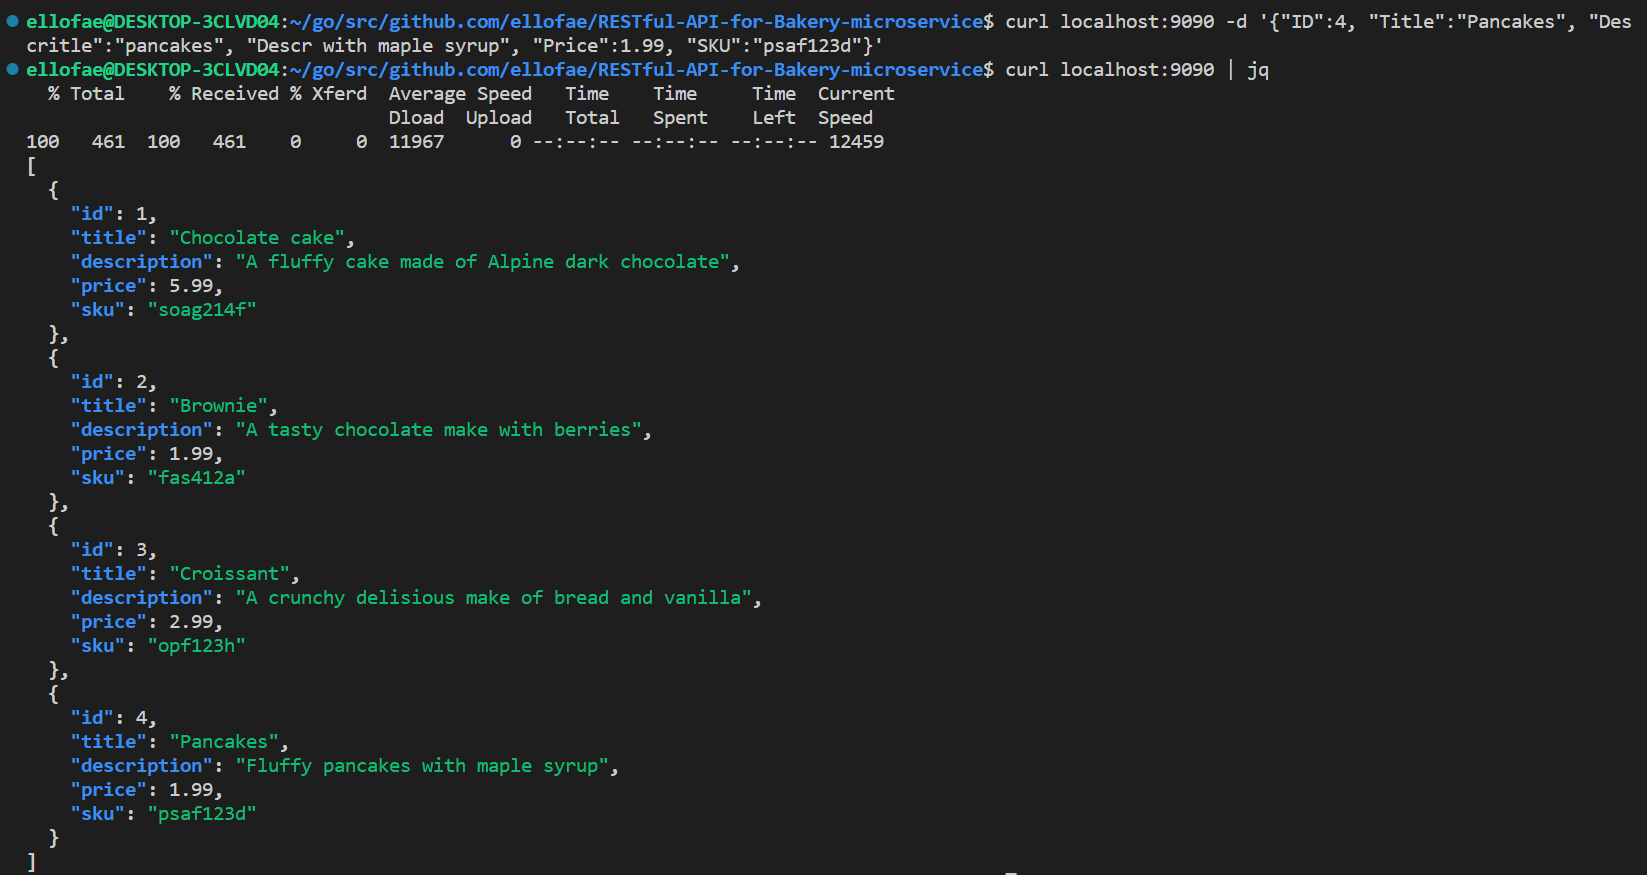 ellofae@DESKTOP-3CLVD04:~/go/src/github.com/ellofae/RESTful-API-for-Bakery-microservice$ curl localhost:9090 -d '{"ID":4, "Title":"Pancakes", "Des
critle":"pancakes", "Descr with maple syrup", "Price":1.99, "SKU":"psaf123d"}'
ellofae@DESKTOP-3CLVD04:~/go/src/github.com/ellofae/RESTful-API-for-Bakery-microservice$ curl localhost:9090 | jq
  % Total    % Received % Xferd  Average Speed   Time    Time     Time  Current
                                 Dload  Upload   Total   Spent    Left  Speed
100   461  100   461    0     0  11967      0 --:--:-- --:--:-- --:--:-- 12459
[
  {
    "id": 1,
    "title": "Chocolate cake",
    "description": "A fluffy cake made of Alpine dark chocolate",
    "price": 5.99,
    "sku": "soag214f"
  },
  {
    "id": 2,
    "title": "Brownie",
    "description": "A tasty chocolate make with berries",
    "price": 1.99,
    "sku": "fas412a"
  },
  {
    "id": 3,
    "title": "Croissant",
    "description": "A crunchy delisious make of bread and vanilla",
    "price": 2.99,
    "sku": "opf123h"
  },
  {
    "id": 4,
    "title": "Pancakes",
    "description": "Fluffy pancakes with maple syrup",
    "price": 1.99,
    "sku": "psaf123d"
  }
]